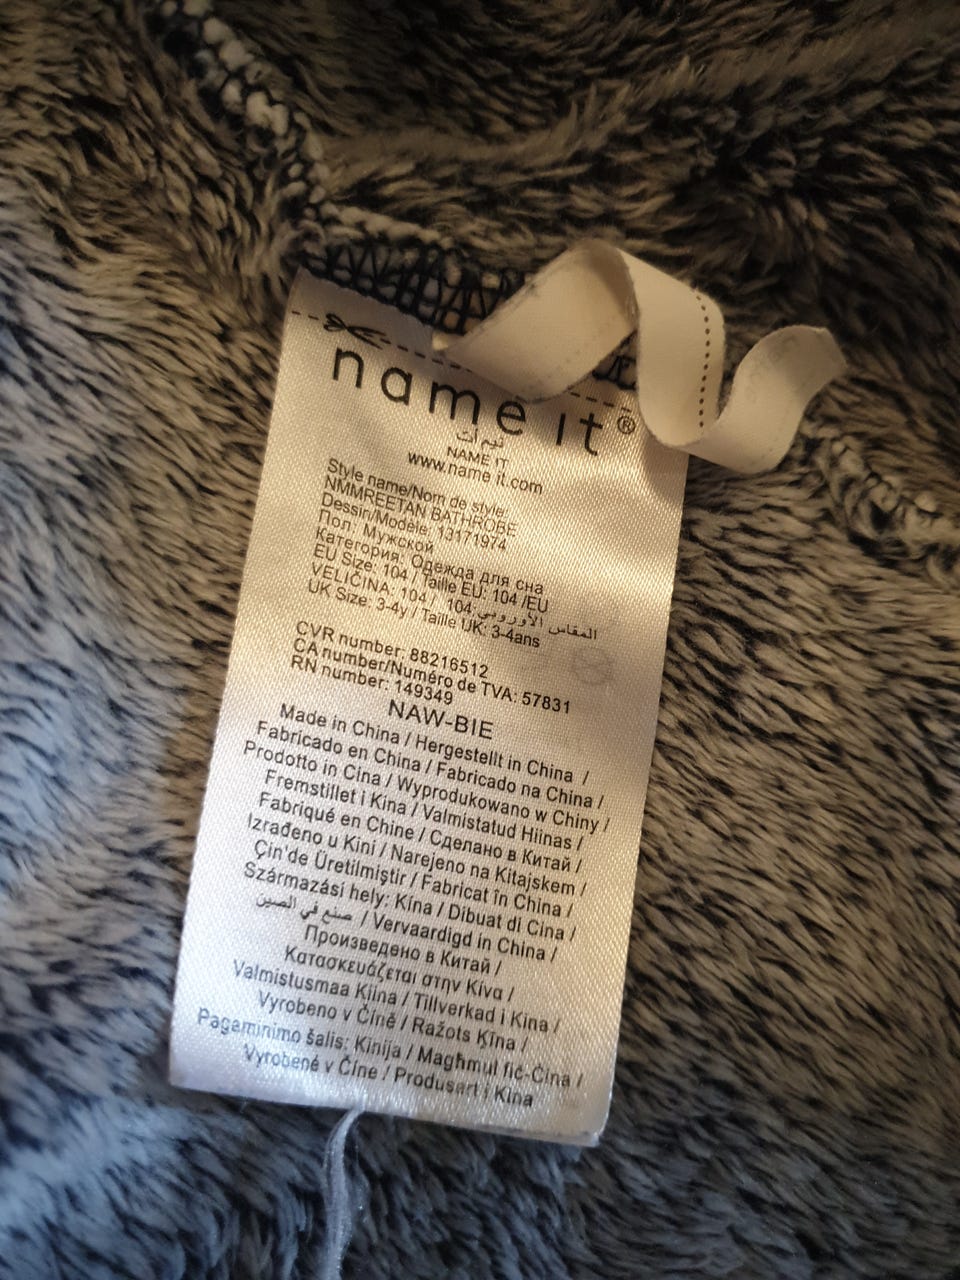 name it®
نيم ات
NAME IT
www.name it.com
Style name/Nom de style:
NMMREETAN BATHROBE
Dessin/Modèle: 13171974
Пол: Мужской
Категория: Одежда для сна
EU Size: 104 / Taille EU: 104 /EU
VELIČINA: 104 / 104 :المقاس الأوروبي
UK Size: 3-4y / Taille UK: 3-4ans
CVR number: 88216512
CA number/Numéro de TVA: 57831
RN number: 149349
NAW-BIE
Made in China / Hergestellt in China /
Fabricado en China / Fabricado na China /
Prodotto in Cina / Wyprodukowano w Chiny /
Fremstillet i Kina / Valmistatud Hiinas /
Fabriqué en Chine / Сделано в Китай /
Izrađeno u Kini / Narejeno na Kitajskem /
Çin'de Üretilmiştir / Fabricat în China /
Származási hely: Kína / Dibuat di Cina /
صنع في الصين / Vervaardigd in China /
Произведено в Китай /
Κατασκευάζεται στην Κίνα /
Valmistusmaa Kiina / Tillverkad i Kina /
Vyrobeno v Číně / Ražots Ķīna /
Pagaminimo šalis: Kinija / Magħmul fiċ-Ċina /
Vyrobené v Číne / Produsart i Kina